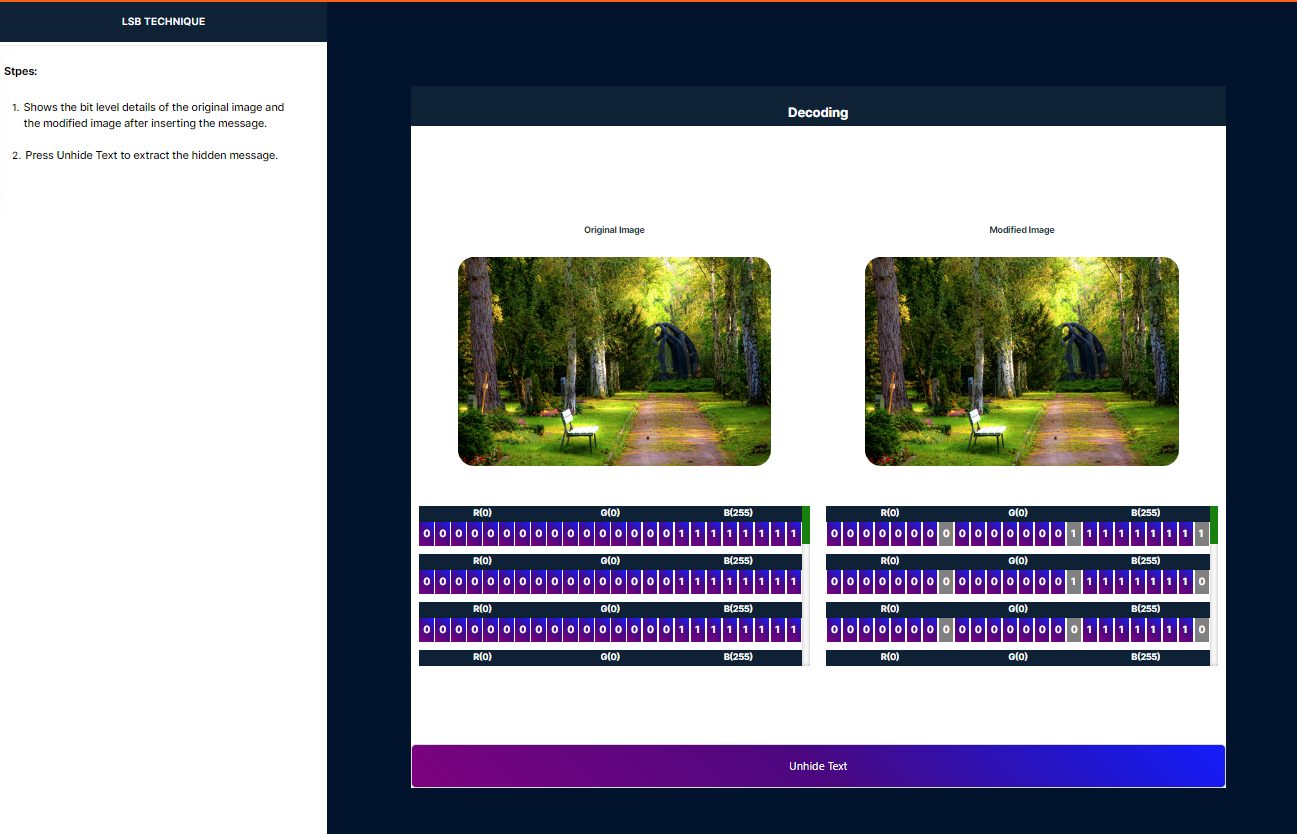 LSB TECHNIQUE
Stpes:
1. Shows the bit level details of the original image and
the modified image after inserting the message.
2. Press Unhide Text to extract the hidden message.
Decoding
Original Image
Modified Image
R(0) G(0) B(255)
0 0 0 0 0 0 0 0 0 0 0 0 0 0 0 0 1 1 1 1 1 1 1 1
R(0) G(0) B(255)
0 0 0 0 0 0 0 0 0 0 0 0 0 0 0 0 1 1 1 1 1 1 1 1
R(0) G(0) B(255)
0 0 0 0 0 0 0 0 0 0 0 0 0 0 0 0 1 1 1 1 1 1 1 1
R(0) G(0) B(255)
R(0) G(0) B(255)
0 0 0 0 0 0 0 0 0 0 0 0 0 0 0 1 1 1 1 1 1 1 1 1
R(0) G(0) B(255)
0 0 0 0 0 0 0 0 0 0 0 0 0 0 0 1 1 1 1 1 1 1 1 0
R(0) G(0) B(255)
0 0 0 0 0 0 0 0 0 0 0 0 0 0 0 0 1 1 1 1 1 1 1 0
R(0) G(0) B(255)
Unhide Text